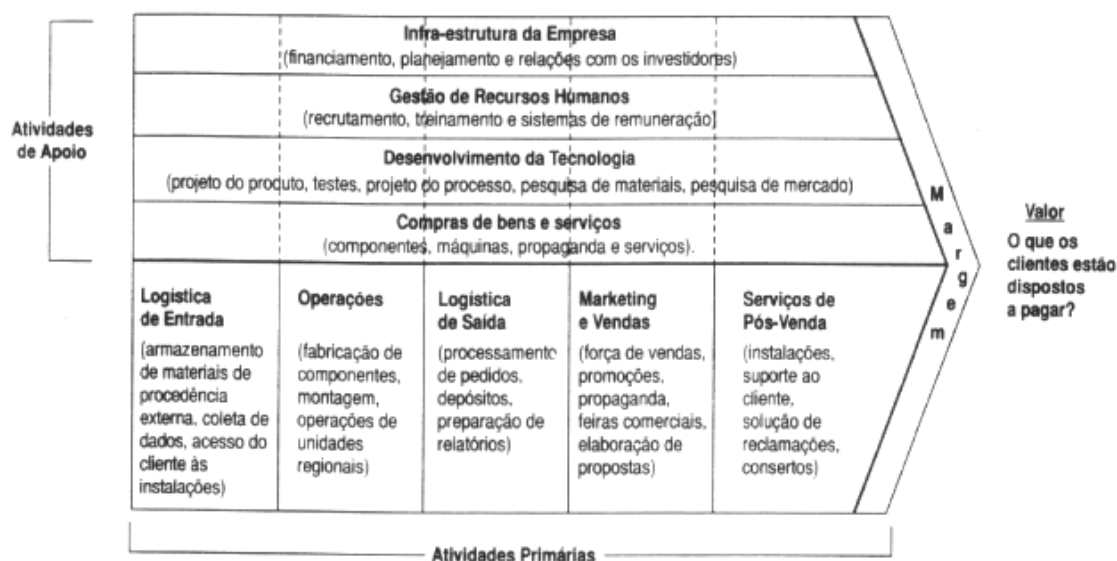 Infra-estrutura da Empresa
(financiamento, planejamento e relações com os investidores)
Gestão de Recursos Humanos
(recrutamento, treinamento e sistemas de remuneração)
Atividades
de Apoio
Desenvolvimento da Tecnologia
(projeto do produto, testes, projeto do processo, pesquisa de materiais, pesquisa de mercado)
Compras de bens e serviços
(componentes, máquinas, propaganda e serviços).
Margem
Valor
O que os
clientes estão
dispostos
a pagar?
Logística
de Entrada
(armazenamento
de materiais de
procedência
externa, coleta de
dados, acesso do
cliente às
instalações)
Operações
(fabricação de
componentes,
montagem,
operações de
unidades
regionais)
Logística
de Saída
(processamento
de pedidos,
depósitos,
preparação de
relatórios)
Marketing
e Vendas
(força de vendas,
promoções,
propaganda,
feiras comerciais,
elaboração de
propostas)
Serviços de
Pós-Venda
(instalações,
suporte ao
cliente,
solução de
reclamações,
consertos)
Atividades Primárias